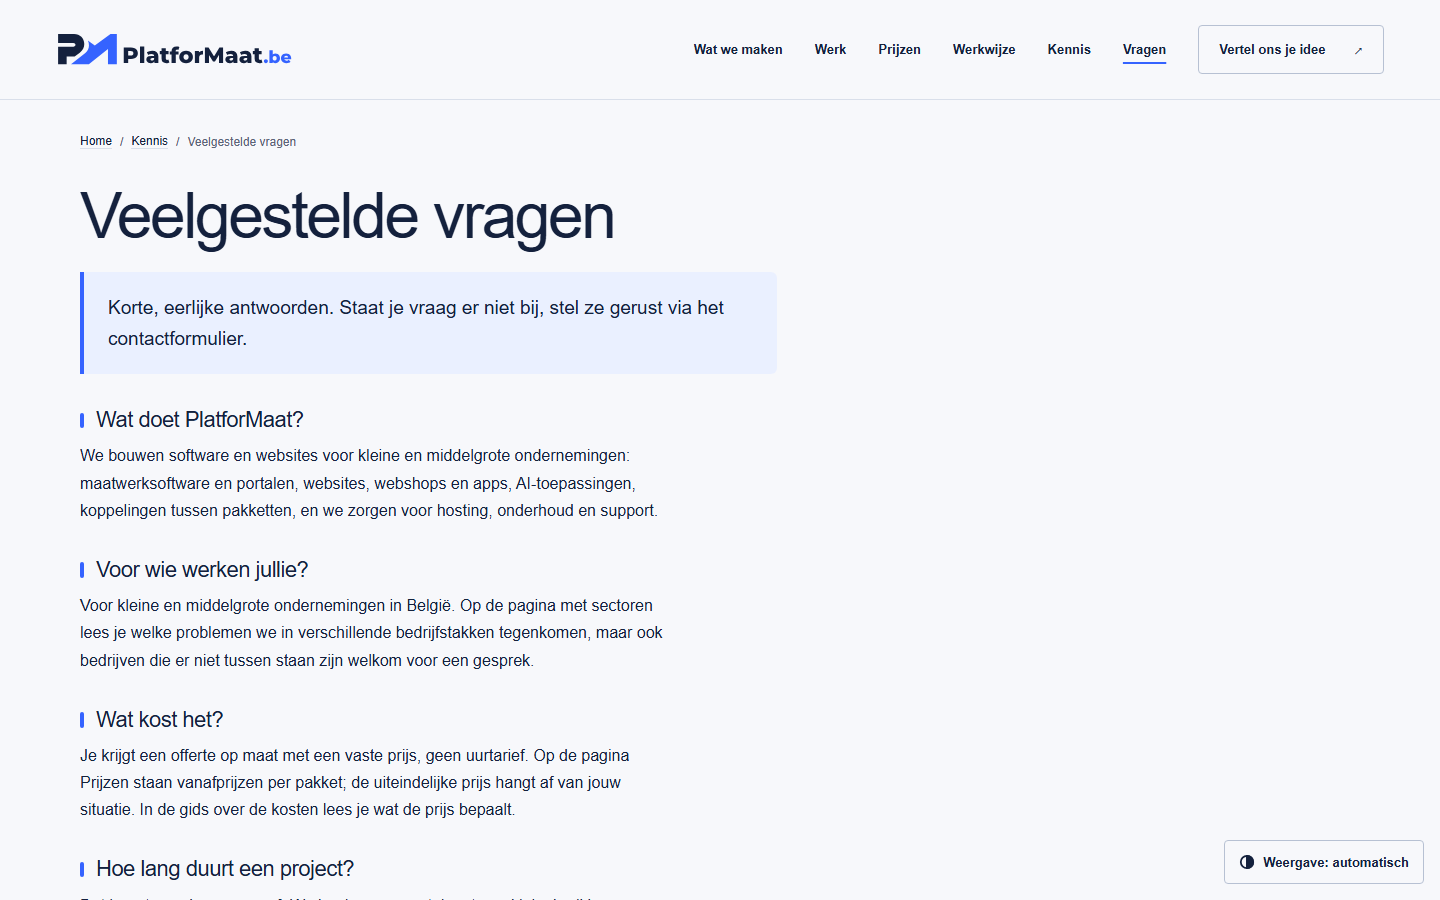 PlatforMaat.be
Wat we maken
Werk
Prijzen
Werkwijze
Kennis
Vragen
Vertel ons je idee ↗
Home / Kennis / Veelgestelde vragen
Veelgestelde vragen
Korte, eerlijke antwoorden. Staat je vraag er niet bij, stel ze gerust via het
contactformulier.
Wat doet PlatforMaat?
We bouwen software en websites voor kleine en middelgrote ondernemingen:
maatwerksoftware en portalen, websites, webshops en apps, AI-toepassingen,
koppelingen tussen pakketten, en we zorgen voor hosting, onderhoud en support.
Voor wie werken jullie?
Voor kleine en middelgrote ondernemingen in België. Op de pagina met sectoren
lees je welke problemen we in verschillende bedrijfstakken tegenkomen, maar ook
bedrijven die er niet tussen staan zijn welkom voor een gesprek.
Wat kost het?
Je krijgt een offerte op maat met een vaste prijs, geen uurtarief. Op de pagina
Prijzen staan vanafprijzen per pakket; de uiteindelijke prijs hangt af van jouw
situatie. In de gids over de kosten lees je wat de prijs bepaalt.
Hoe lang duurt een project?
Weergave: automatisch